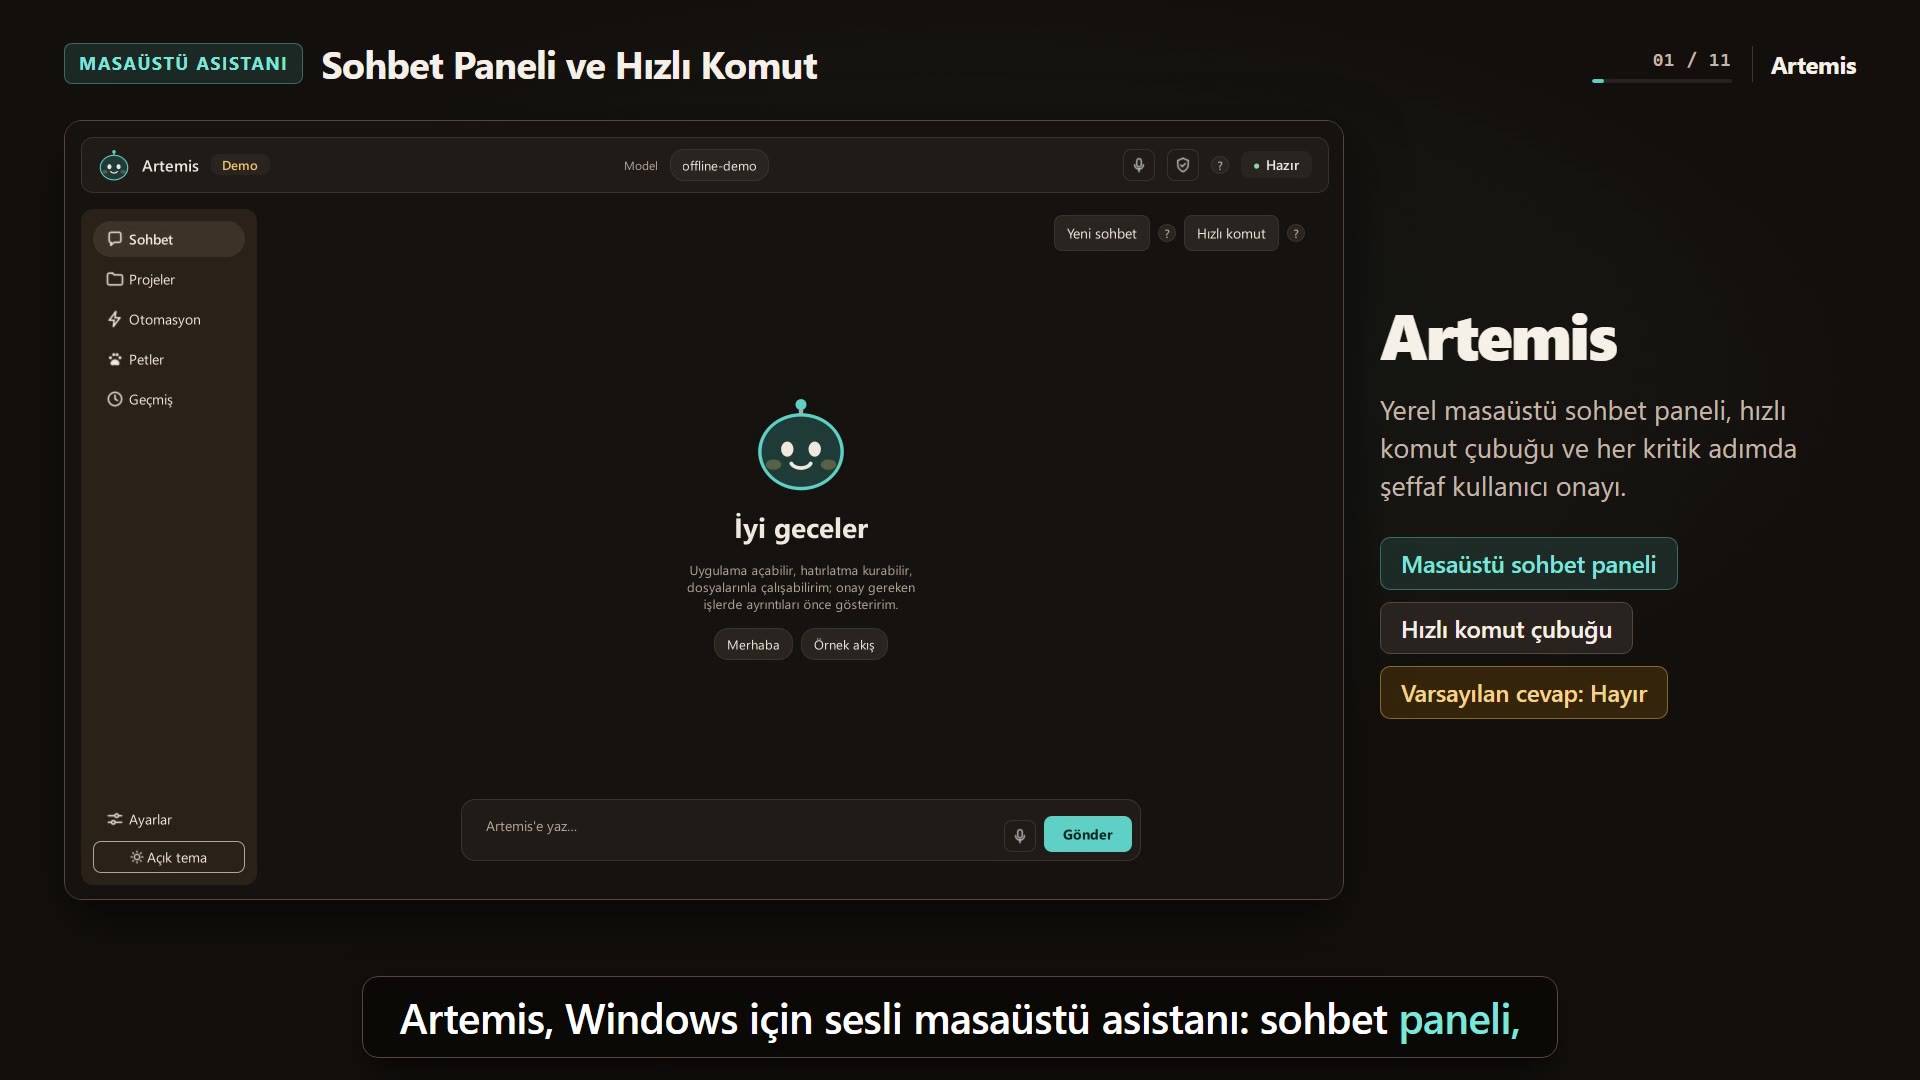 MASAÜSTÜ ASISTANI
Sohbet Paneli ve Hızlı Komut
01 / 11
Artemis
Artemis
Demo
Model
offline-demo
?
Hazır
Sohbet
Projeler
Otomasyon
Petler
Geçmiş
Ayarlar
Açık tema
Yeni sohbet
?
Hızlı komut
?
İyi geceler
Uygulama açabilir, hatırlatma kurabilir,
dosyalarınla çalışabilirim; onay gereken
işlerde ayrıntıları önce gösteririm.
Merhaba
Örnek akış
Artemis'e yaz...
Gönder
Artemis
Yerel masaüstü sohbet paneli, hızlı
komut çubuğu ve her kritik adımda
şeffaf kullanıcı onayı.
Masaüstü sohbet paneli
Hızlı komut çubuğu
Varsayılan cevap: Hayır
Artemis, Windows için sesli masaüstü asistanı: sohbet paneli,